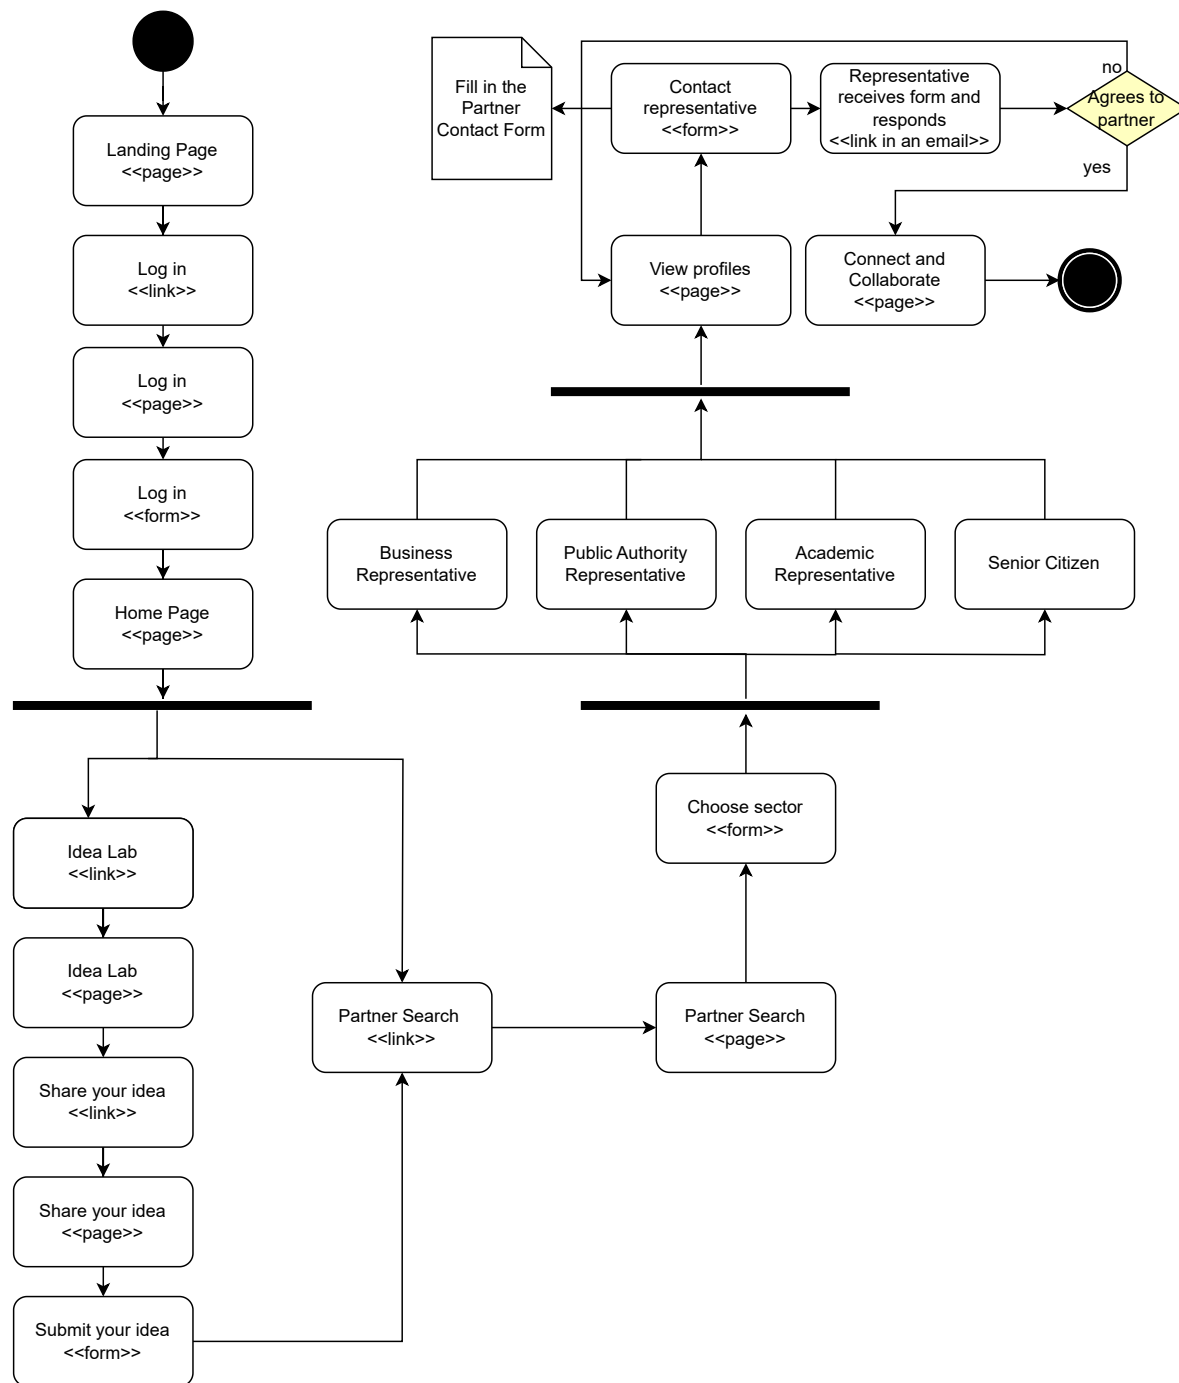 Landing Page
<<page>>
Log in
<<link>>
Log in
<<page>>
Log in
<<form>>
Home Page
<<page>>
Idea Lab
<<link>>
Idea Lab
<<page>>
Share your idea
<<link>>
Share your idea
<<page>>
Submit your idea
<<form>>
Partner Search
<<link>>
Partner Search
<<page>>
Choose sector
<<form>>
Business
Representative
Public Authority
Representative
Academic
Representative
Senior Citizen
View profiles
<<page>>
Contact
representative
<<form>>
Fill in the
Partner
Contact Form
Representative
receives form and
responds
<<link in an email>>
no
Agrees to
partner
yes
Connect and
Collaborate
<<page>>